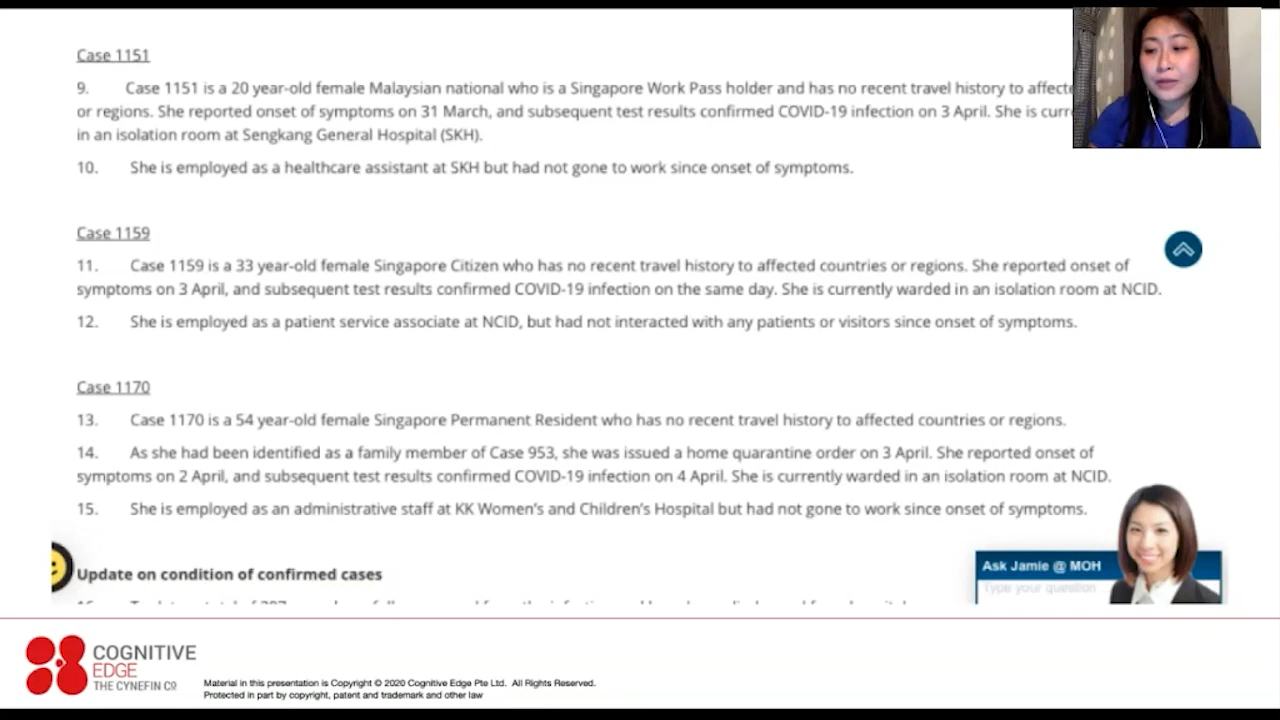 Case 1151
9. Case 1151 is a 20 year-old female Malaysian national who is a Singapore Work Pass holder and has no recent travel history to
or regions. She reported onset of symptoms on 31 March, and subsequent test results confirmed COVID-19 infection on 3 April. She is
in an isolation room at Sengkang General Hospital (SKH).
10. She is employed as a healthcare assistant at SKH but had not gone to work since onset of symptoms.
Case 1159
11. Case 1159 is a 33 year-old female Singapore Citizen who has no recent travel history to affected countries or regions. She reported onset of
symptoms on 3 April, and subsequent test results confirmed COVID-19 infection on the same day. She is currently warded in an isolation room at NCID.
12. She is employed as a patient service associate at NCID, but had not interacted with any patients or visitors since onset of symptoms.
Case 1170
13. Case 1170 is a 54 year-old female Singapore Permanent Resident who has no recent travel history to affected countries or regions.
14. As she had been identified as a family member of Case 953, she was issued a home quarantine order on 3 April. She reported onset of
symptoms on 2 April, and subsequent test results confirmed COVID-19 infection on 4 April. She is currently warded in an isolation room at NCID.
15. She is employed as an administrative staff at KK Women's and Children's Hospital but had not gone to work since onset of symptoms.
Update on condition of confirmed cases
Ask Jamie @ MOH
Type your question
COGNITIVE
EDGE
THE CYNEFIN CO
Material in this presentation is Copyright © 2020 Cognitive Edge Pte Ltd. All Rights Reserved.
Protected in part by copyright, patent and trademark and other law